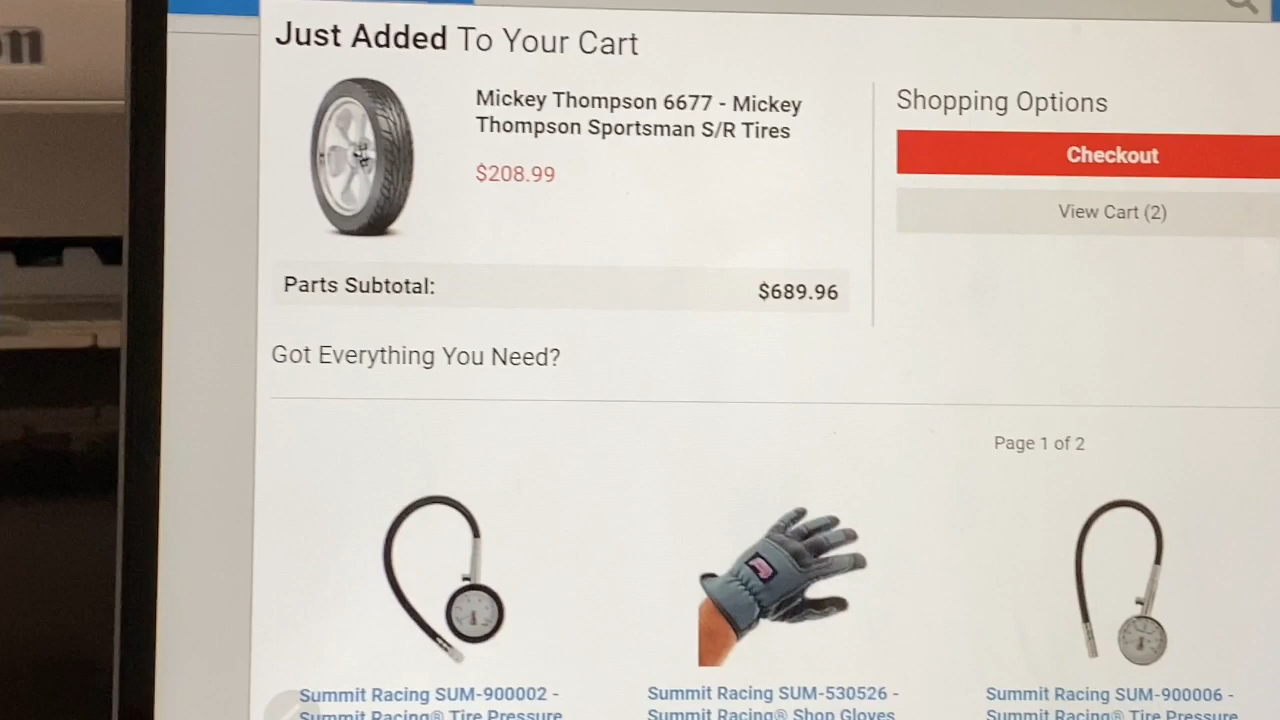 Just Added To Your Cart
Mickey Thompson 6677 - Mickey
Thompson Sportsman S/R Tires
$208.99
Parts Subtotal: $689.96
Shopping Options
Checkout
View Cart (2)
Got Everything You Need?
Page 1 of 2
Summit Racing SUM-900002 -
Summit Racing® Tire Pressure
Summit Racing SUM-530526 -
Summit Racing® Shop Gloves
Summit Racing SUM-900006 -
Summit Racing® Tire Pressure